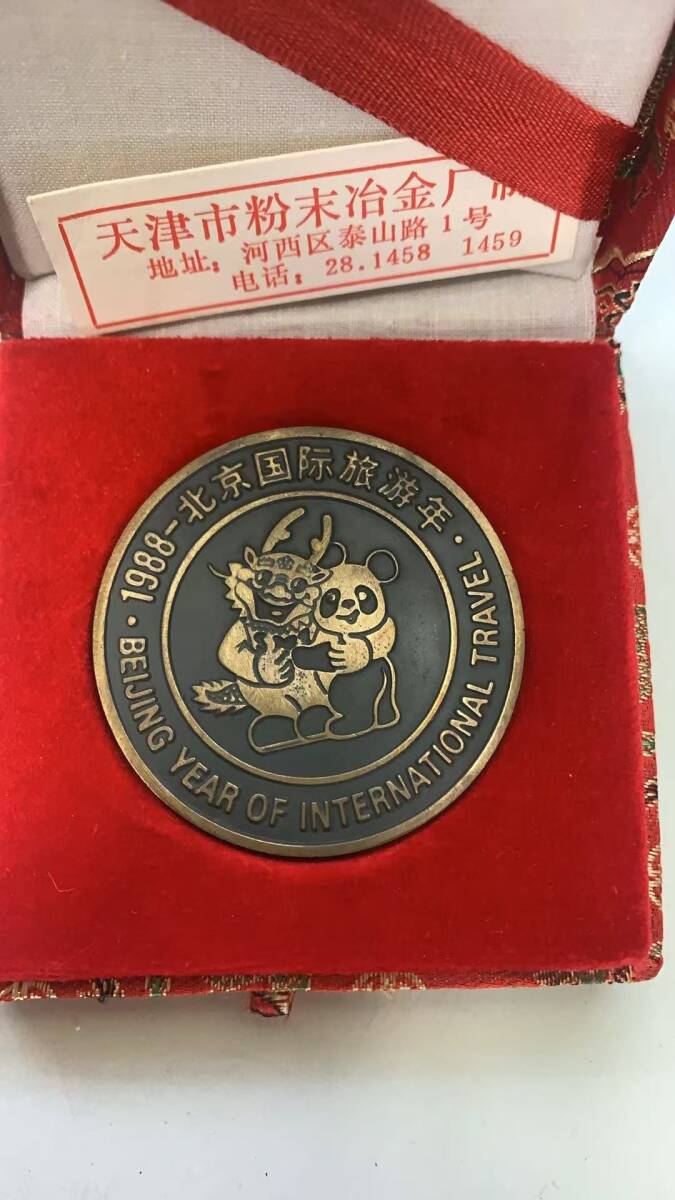 天津市粉末冶金厂制
地址：河西区泰山路1号
电话：28.1458 1459
·1988-北京国际旅游年·
BEIJING YEAR OF INTERNATIONAL TRAVEL